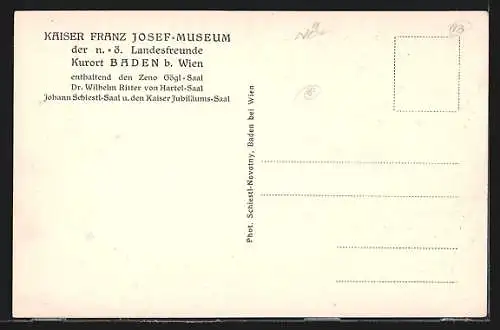 KAISER FRANZ JOSEF-MUSEUM
der n.-ö. Landesfreunde
Kurort BADEN b. Wien
enthaltend den Zeno Gögl-Saal
Dr. Wilhelm Ritter von Hartel-Saal
Johann Schiestl-Saal u. den Kaiser Jubiläums-Saal
Phot. Schiestl-Novotny, Baden bei Wien